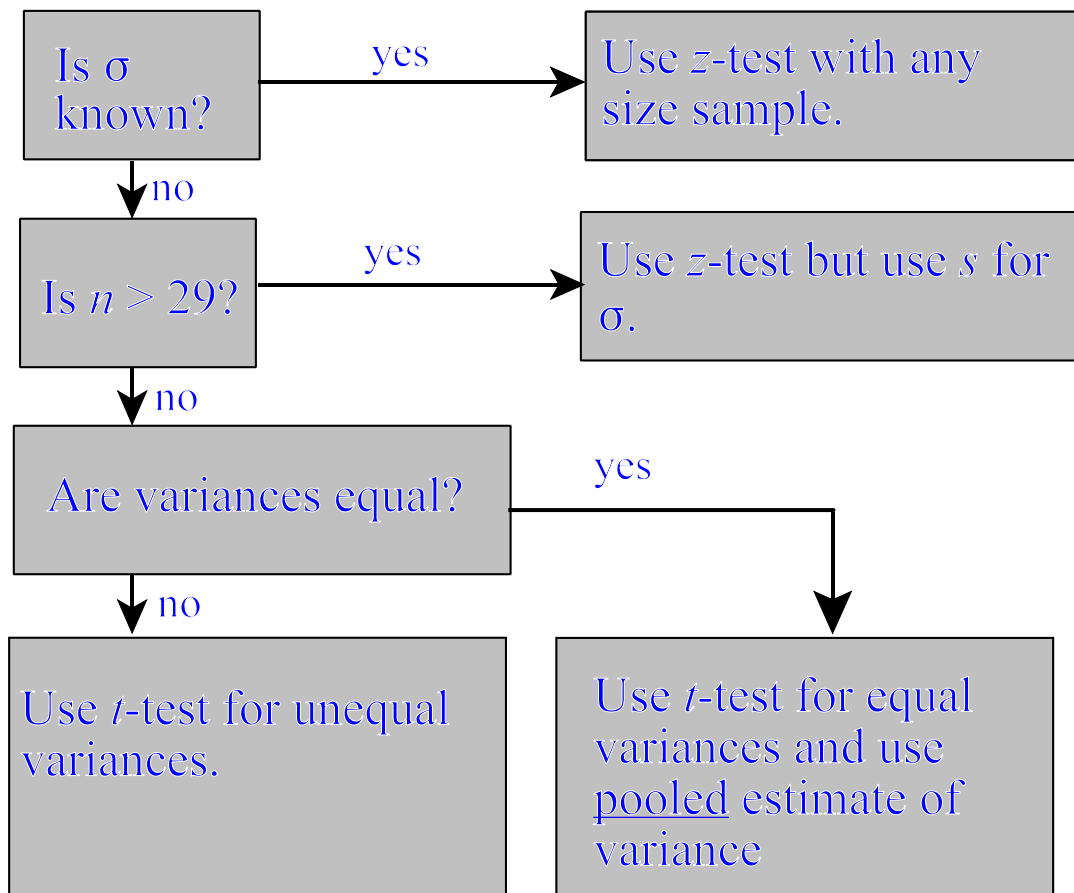 Is σ
known?
yes
Use z-test with any
size sample.
no
Is n > 29?
yes
Use z-test but use s for
σ.
no
Are variances equal?
yes
no
Use t-test for unequal
variances.
Use t-test for equal
variances and use
pooled estimate of
variance